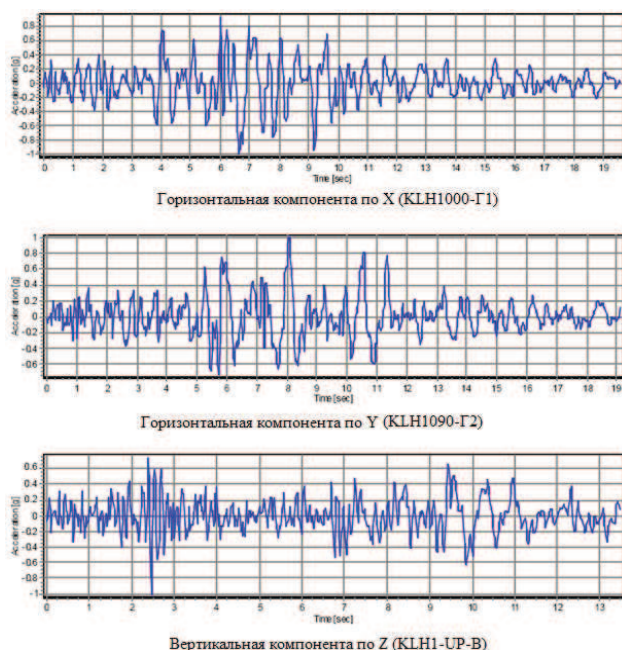 Acceleration [g]
0.8
0.6
0.4
0.2
0
-0.2
-0.4
-0.6
-0.8
-1
0 1 2 3 4 5 6 7 8 9 10 11 12 13 14 15 16 17 18 19
Time [sec]
Горизонтальная компонента по X (KLH1000-Г1)
Acceleration [g]
1
0.8
0.6
0.4
0.2
0
-0.2
-0.4
-0.6
0 1 2 3 4 5 6 7 8 9 10 11 12 13 14 15 16 17 18 19
Time [sec]
Горизонтальная компонента по Y (KLH1090-Г2)
Acceleration [g]
0.6
0.4
0.2
0
-0.2
-0.4
-0.6
-0.8
-1
0 1 2 3 4 5 6 7 8 9 10 11 12 13
Time [sec]
Вертикальная компонента по Z (KLH1-UP-B)